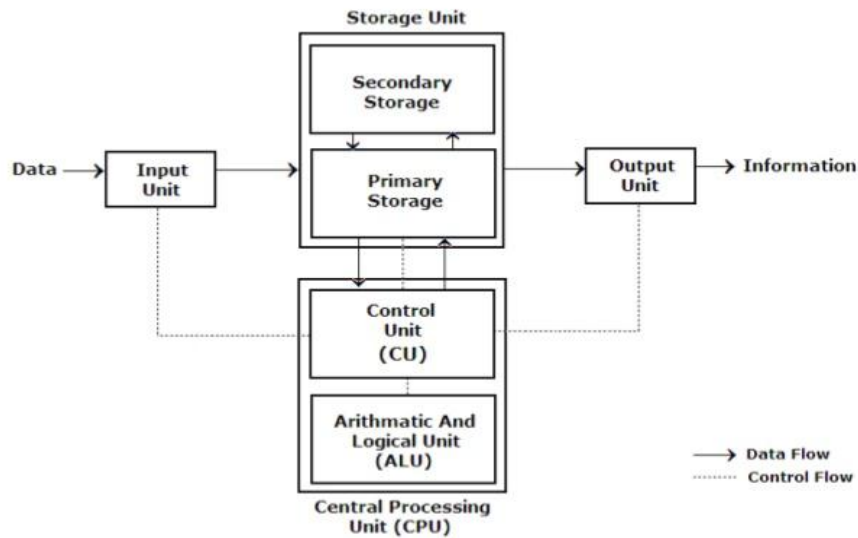 Storage Unit
Secondary
Storage
Data
Input
Unit
Primary
Storage
Output
Unit
Information
Control
Unit
(CU)
Arithmatic And
Logical Unit
(ALU)
Central Processing
Unit (CPU)
Data Flow
Control Flow